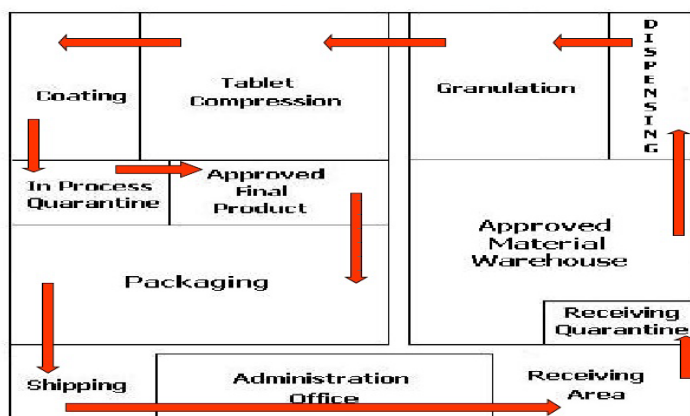 DISPENSING
Coating
Tablet
Compression
Granulation
In Process
Quarantine
Approved
Final
Product
Approved
Material
Warehouse
Packaging
Receiving
Quarantine
Shipping
Administration
Office
Receiving
Area